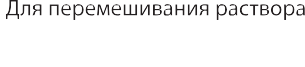 Для перемешивания раствора